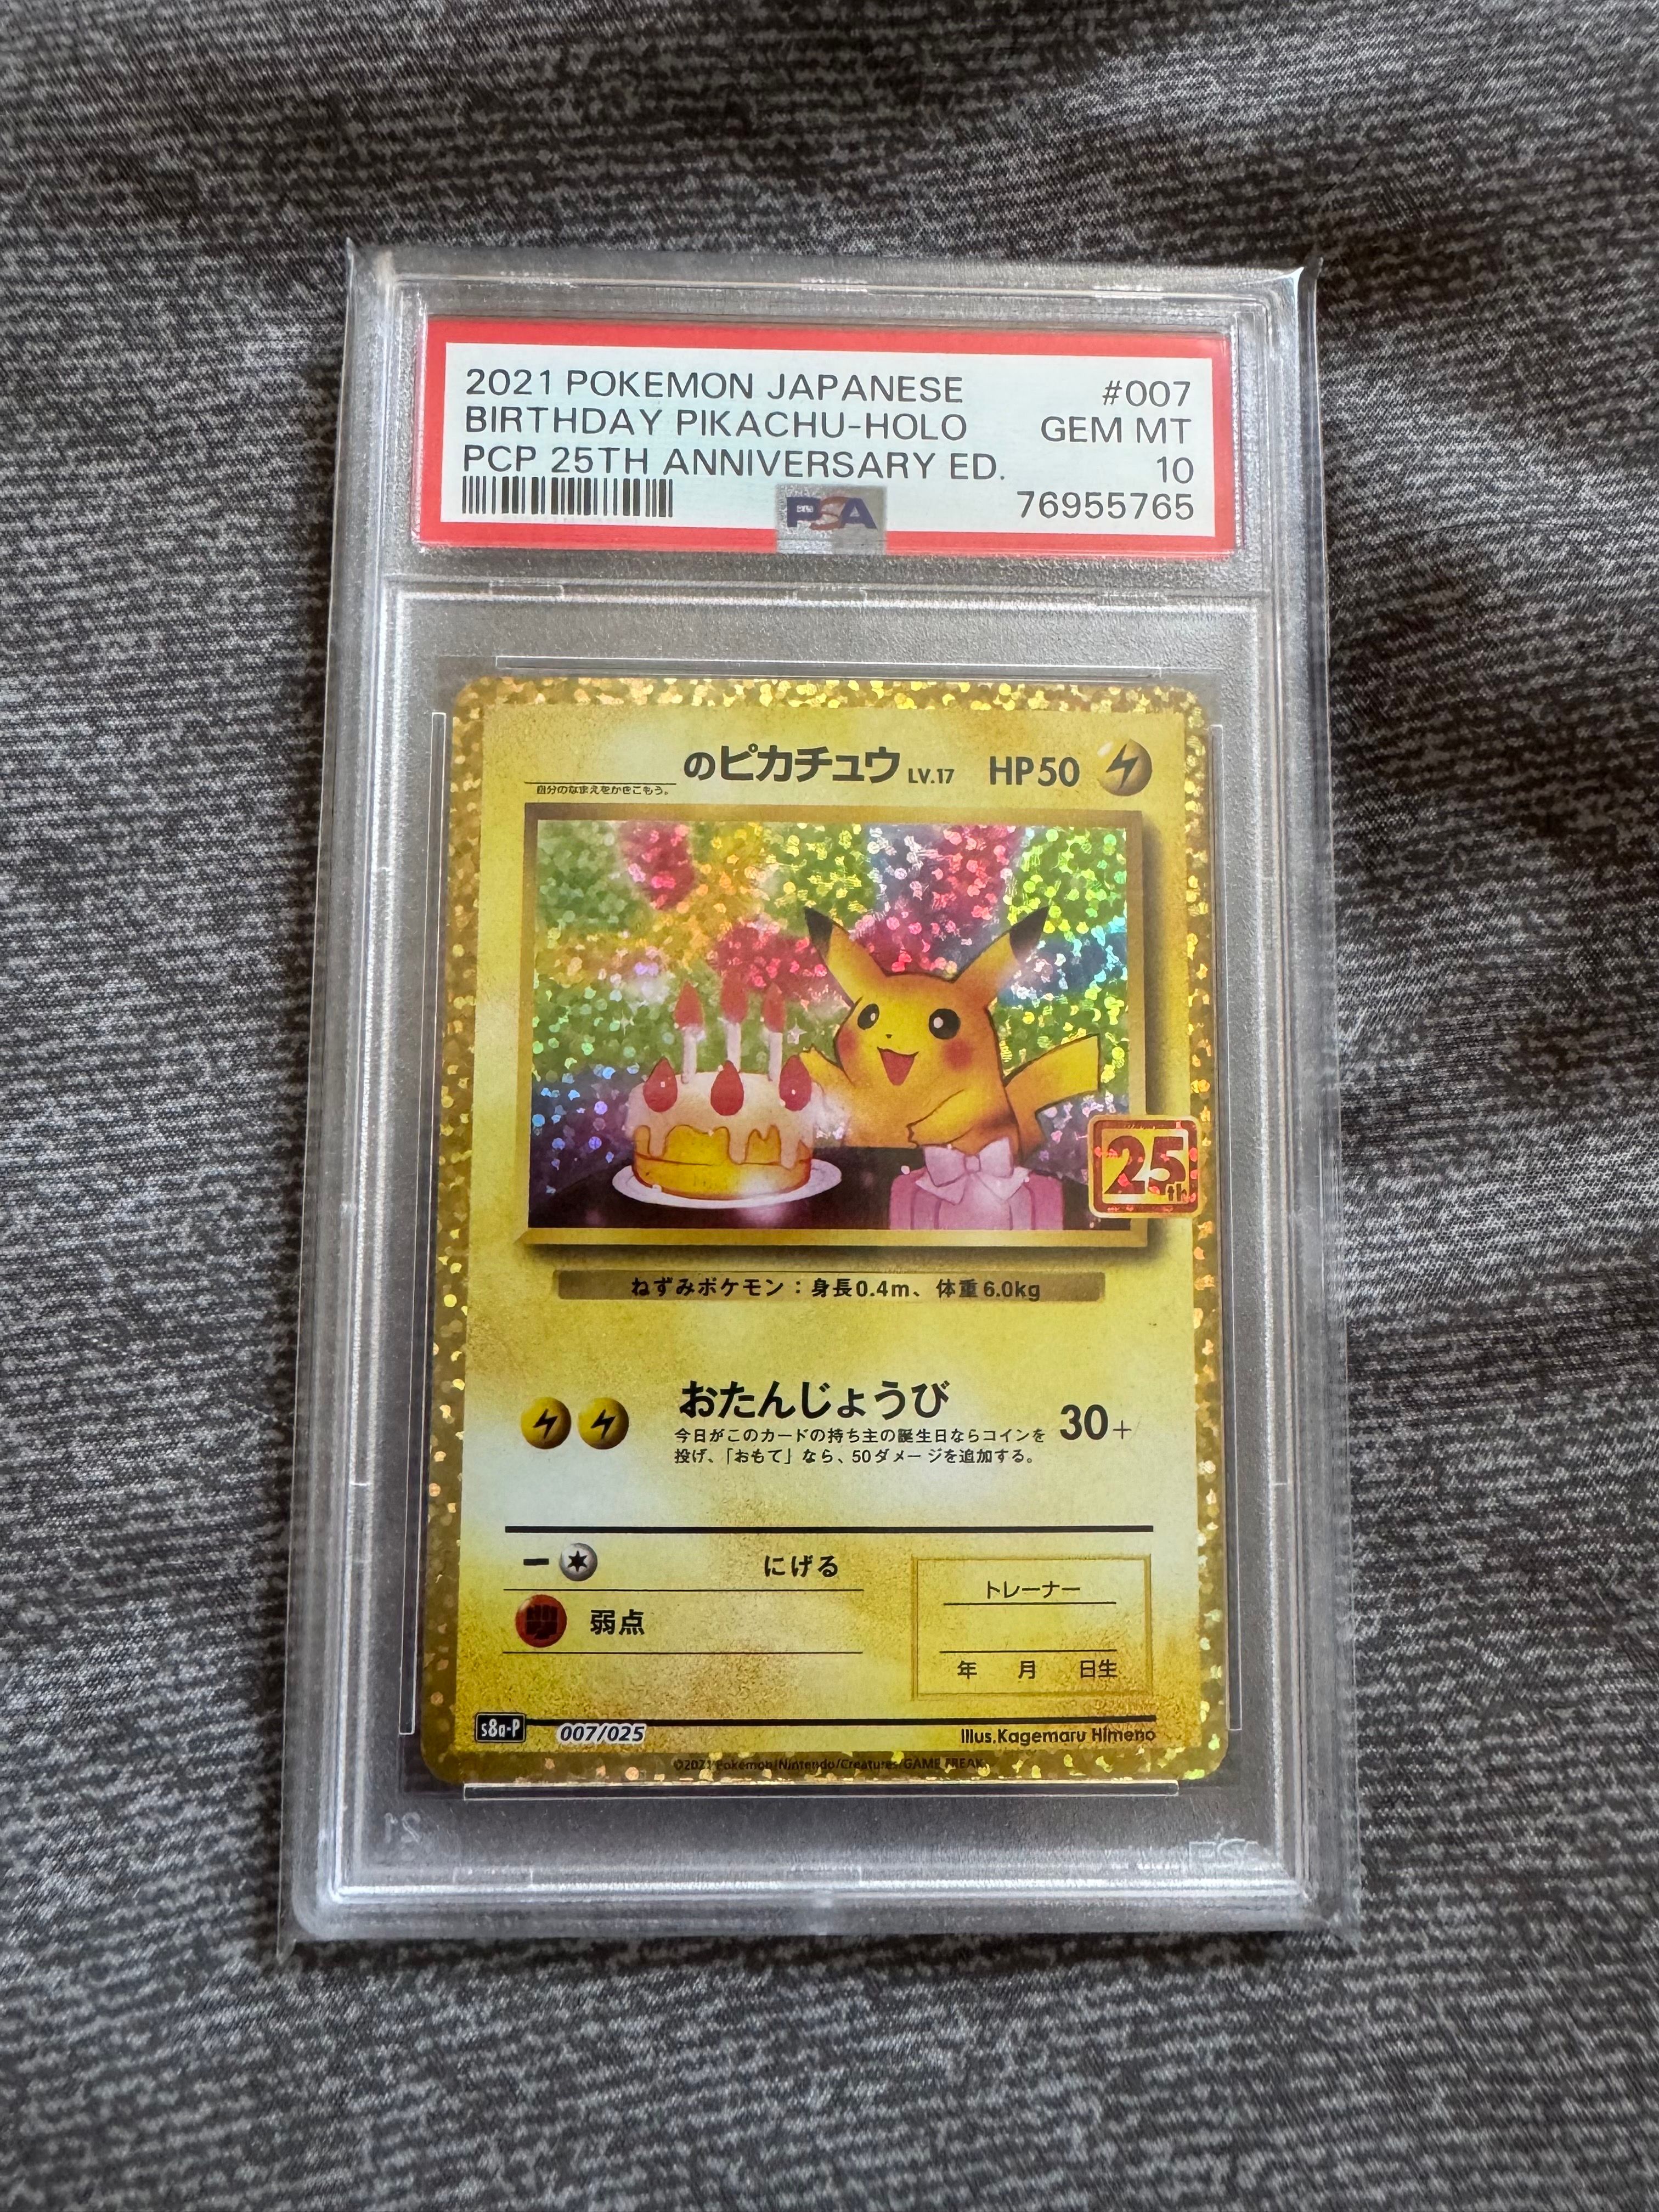 2021 POKEMON JAPANESE #007
BIRTHDAY PIKACHU-HOLO GEM MT
PCP 25TH ANNIVERSARY ED. 10
PSA 76955765
のピカチュウ LV.17 HP50
自分のなまえをかきこもう。
25th
ねずみポケモン：身長0.4m、体重6.0kg
おたんじょうび 30+
今日がこのカードの持ち主の誕生日ならコインを
投げ、「おもて」なら、50ダメージを追加する。
にげる
トレーナー
弱点
年 月 日生
s8a-P 007/025 Illus.Kagemaru Himeno
©2021 Pokémon/Nintendo/Creatures/GAME FREAK.